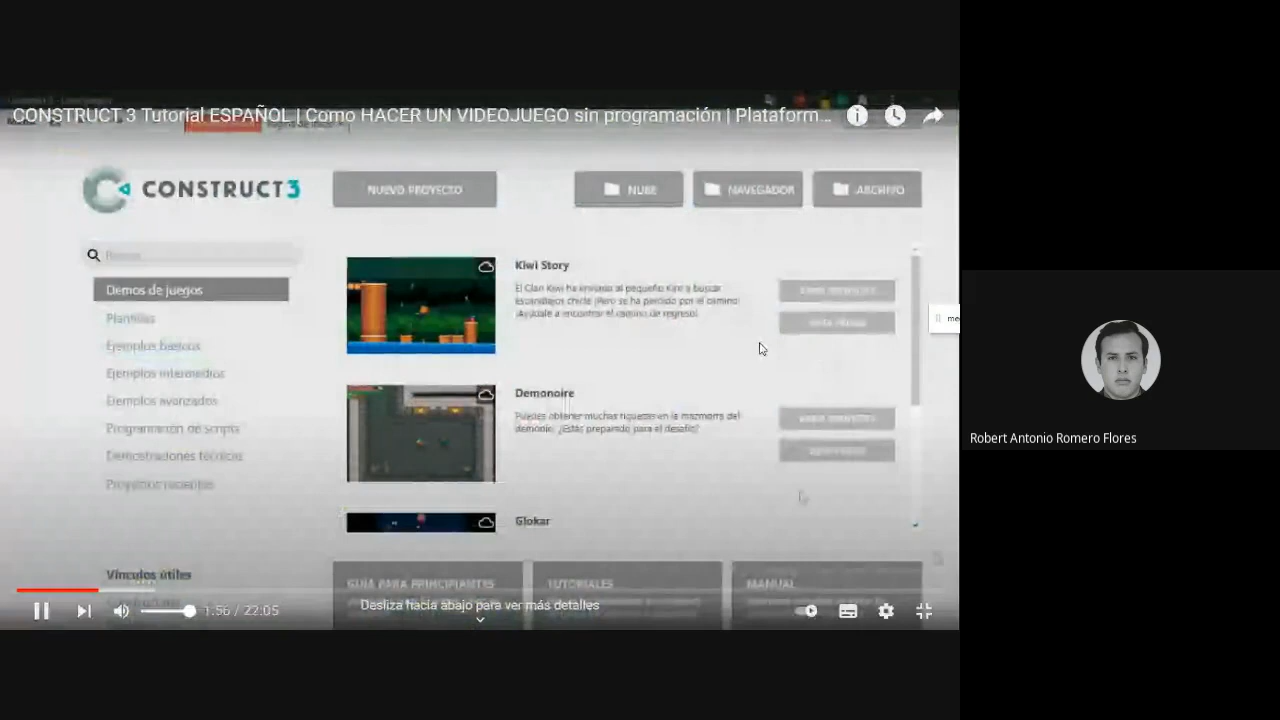 CONSTRUCT 3 Tutorial ESPAÑOL | Como HACER UN VIDEOJUEGO sin programación | Plataform...
CONSTRUCT3
NUEVO PROYECTO
NUBE
NAVEGADOR
ARCHIVO
Demos de juegos
Plantillas
Ejemplos básicos
Ejemplos intermedios
Ejemplos avanzados
Programación de scripts
Demostraciones técnicas
Proyectos recientes
Vínculos útiles
Kiwi Story
El Clan Kiwi ha enviado al pequeño Kiwi a buscar
¡Ayúdale a encontrar el camino de regreso!
Demonoire
Puedes obtener muchas riquezas en la mazmorra del
demonio. ¿Estás preparado para el desafío?
Glokar
GUÍA PARA PRINCIPIANTES
TUTORIALES
MANUAL
Desliza hacia abajo para ver más detalles
1:56 / 22:05
me
Robert Antonio Romero Flores